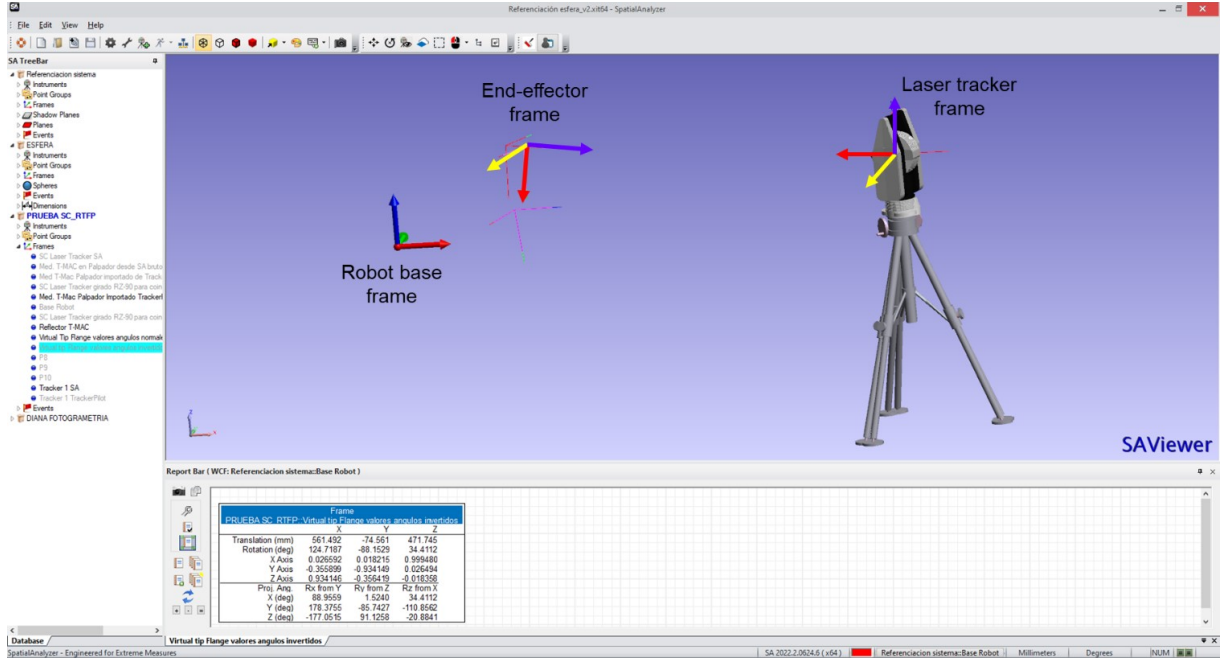 SA
Referenciación esfera_v2.xit64 - SpatialAnalyzer
File Edit View Help
SA TreeBar
Referenciacion sistema
Instruments
Point Groups
Frames
Shadow Planes
Planes
Events
ESFERA
Instruments
Point Groups
Frames
Spheres
Events
Dimensions
PRUEBA SC_RTFP
Instruments
Point Groups
Frames
SC Laser Tracker SA
Med. T-MAC en Palpador desde SA bruto
Med T-Mac Palpador importado de Track
SC Laser Tracker girado RZ-90 para coin
Med. T-Mac Palpador Importado Tracker
Base Robot
SC Laser Tracker girado RZ-90 para coin
Reflector T-MAC
Virtual Tip Flange valores angulos normal
P8
P9
P10
Tracker 1 SA
Tracker 1 TrackerPilot
Events
DIANA FOTOGRAMETRIA
End-effector
frame
Laser tracker
frame
Robot base
frame
SAViewer
Report Bar ( WCF: Referenciacion sistema::Base Robot )
Frame
PRUEBA SC_RTFP::Virtual tip Flange valores angulos invertidos
X Y Z
Translation (mm) 561.492 -74.561 471.745
Rotation (deg) 124.7187 -88.1529 34.4112
X Axis 0.026592 0.018215 0.999480
Y Axis -0.355899 -0.934149 0.026494
Z Axis 0.934146 -0.356419 -0.018358
Proj. Ang. Rx from Y Ry from Z Rz from X
X (deg) 88.9559 1.5240 34.4112
Y (deg) 178.3755 -85.7427 -110.8562
Z (deg) -177.0515 91.1258 -20.8841
Database
Virtual tip Flange valores angulos invertidos
SpatialAnalyzer - Engineered for Extreme Measures
SA 2022.2.0624.6 ( x64 ) Referenciacion sistema::Base Robot Millimeters Degrees NUM